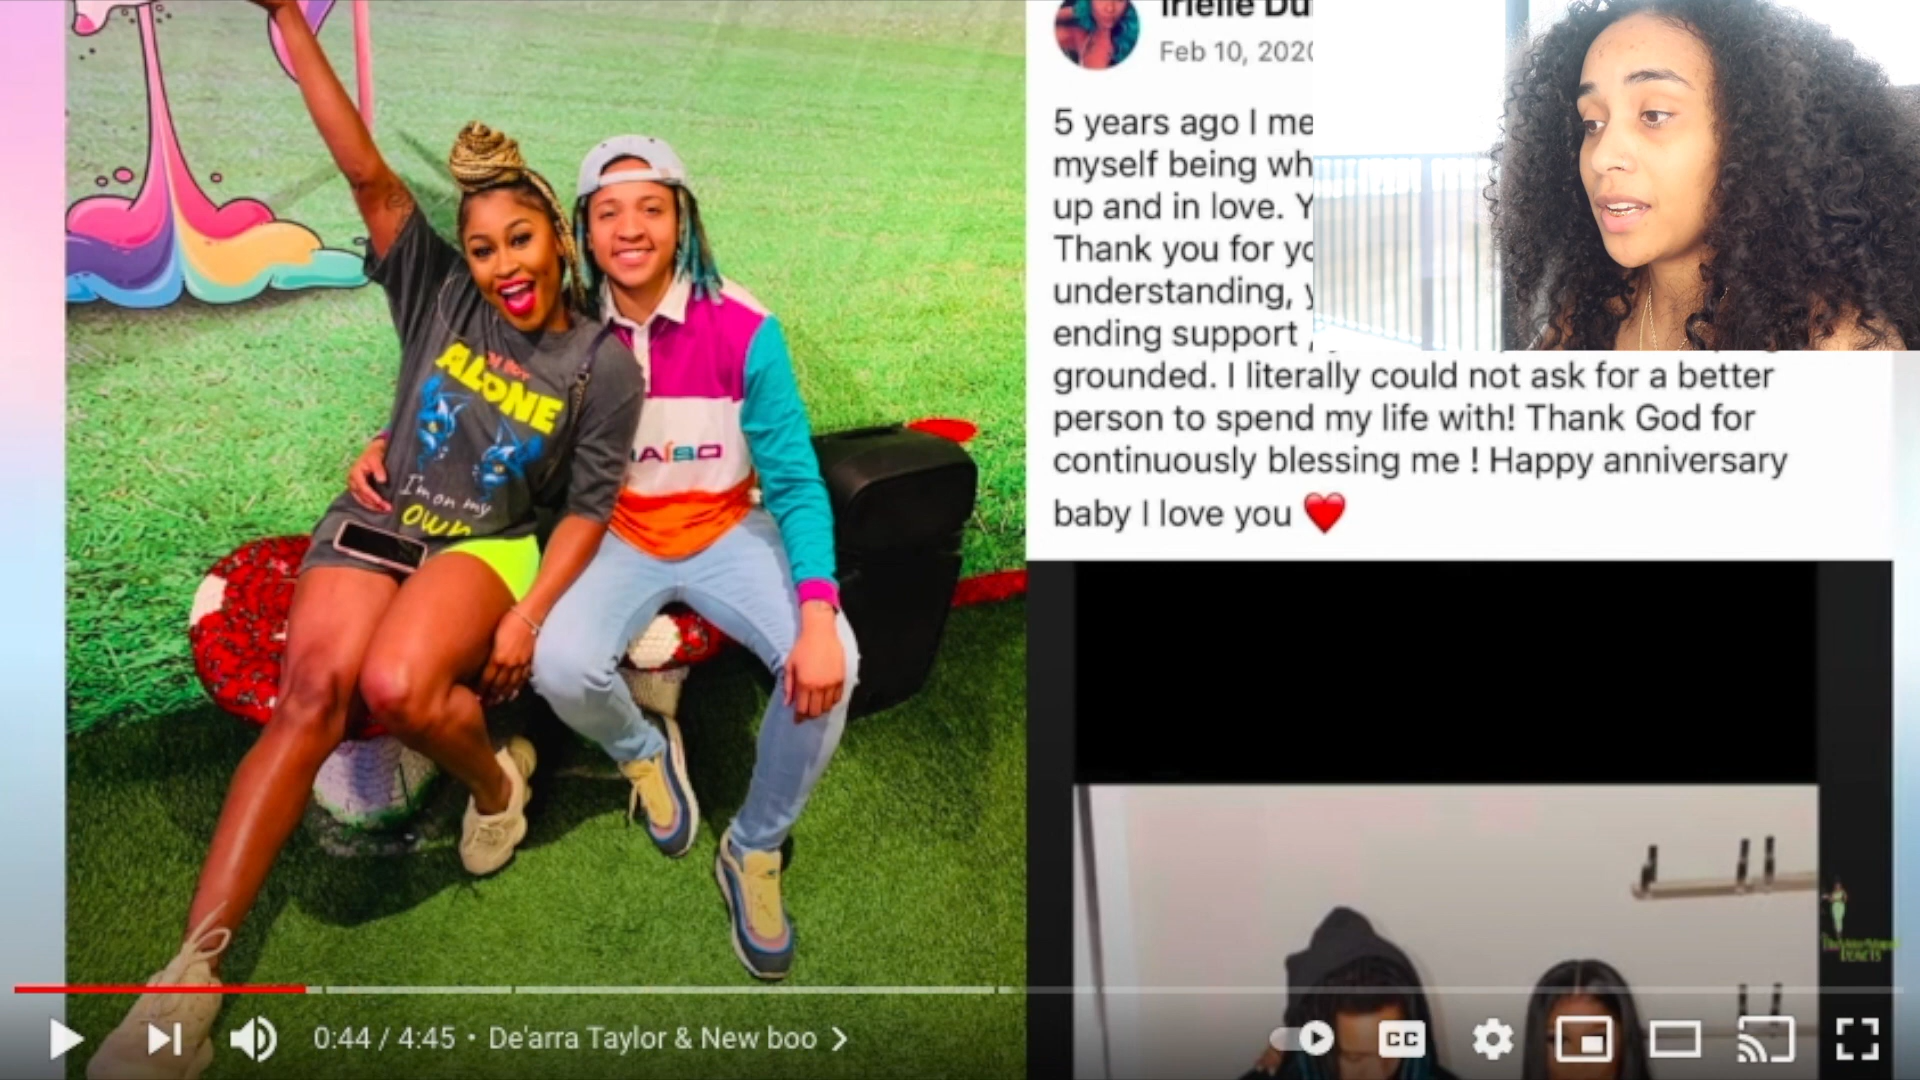 ALONE
I'm on my
own
Feb 10, 2020
5 years ago I me
myself being wh
up and in love. Y
Thank you for yo
understanding, y
ending support ,
grounded. I literally could not ask for a better
person to spend my life with! Thank God for
continuously blessing me ! Happy anniversary
baby I love you ❤️
REACTS
0:44 / 4:45 • De'arra Taylor & New boo >
CC